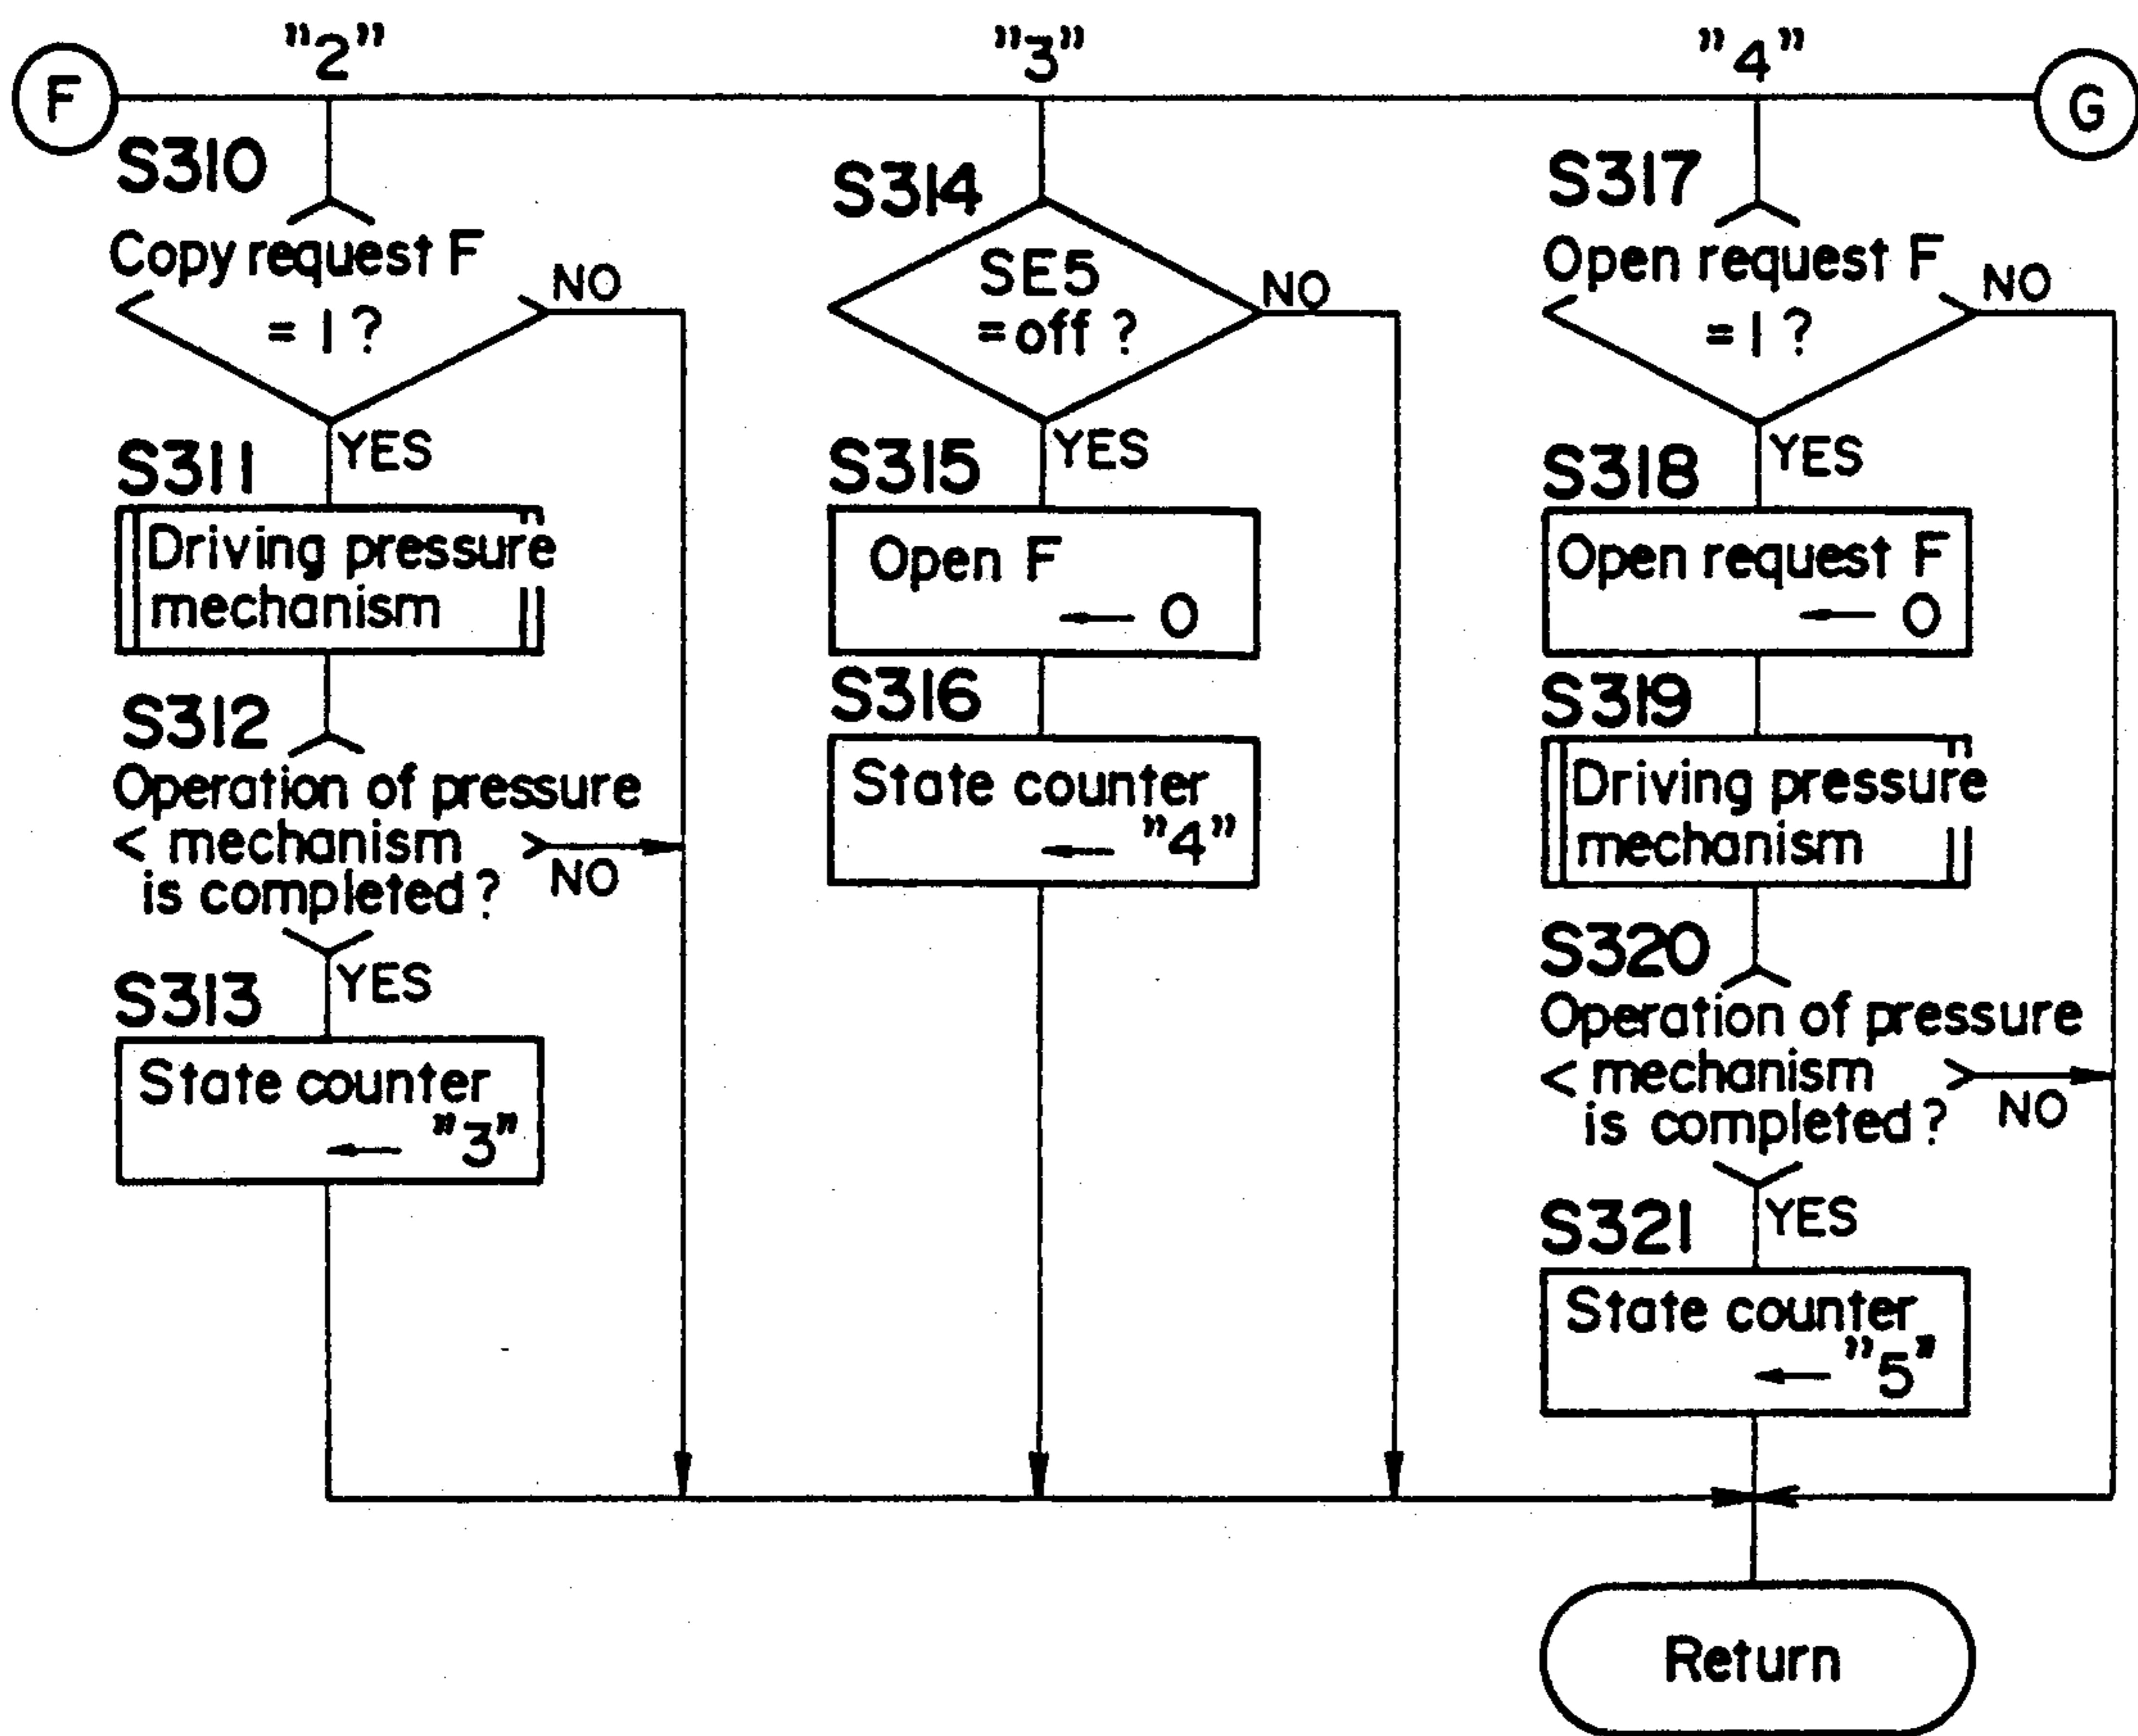 F
"2"
"3"
"4"
G
S310
Copy request F
= 1 ?
NO
YES
S311
Driving pressure
mechanism
S312
Operation of pressure
< mechanism >
is completed ?
NO
YES
S313
State counter
← "3"
S314
SE5
=off ?
NO
YES
S315
Open F
← 0
S316
State counter
← "4"
S317
Open request F
= 1 ?
NO
YES
S318
Open request F
← 0
S319
Driving pressure
mechanism
S320
Operation of pressure
< mechanism >
is completed ?
NO
YES
S321
State counter
← "5"
Return